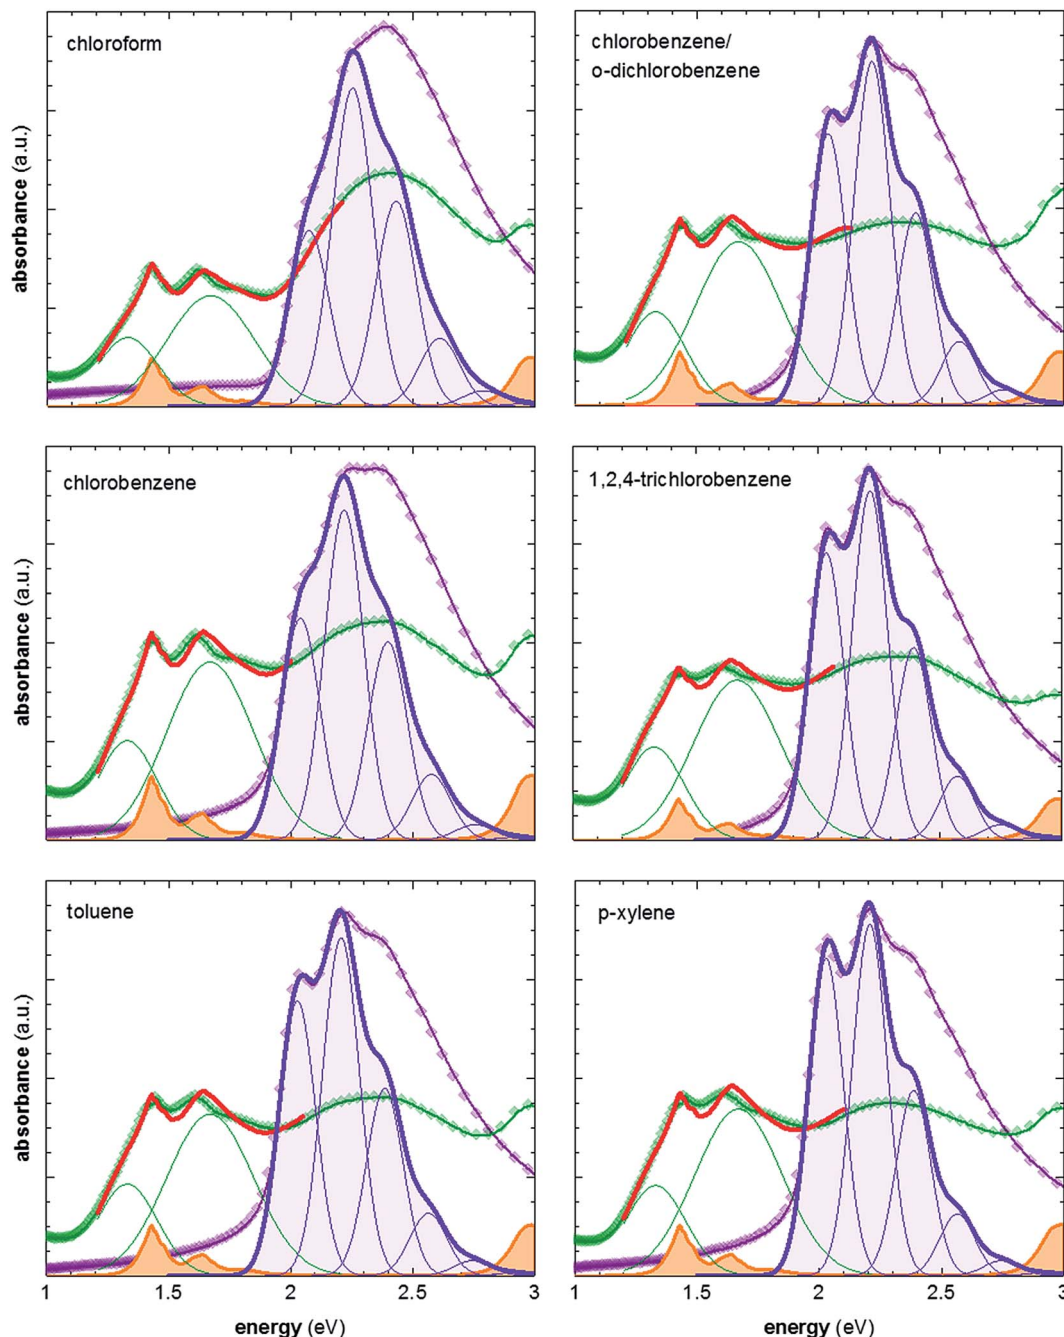 chloroform
chlorobenzene/
o-dichlorobenzene
absorbance (a.u.)
chlorobenzene
1,2,4-trichlorobenzene
absorbance (a.u.)
toluene
p-xylene
absorbance (a.u.)
1 1.5 2 2.5 3 1 1.5 2 2.5 3
energy (eV) energy (eV)